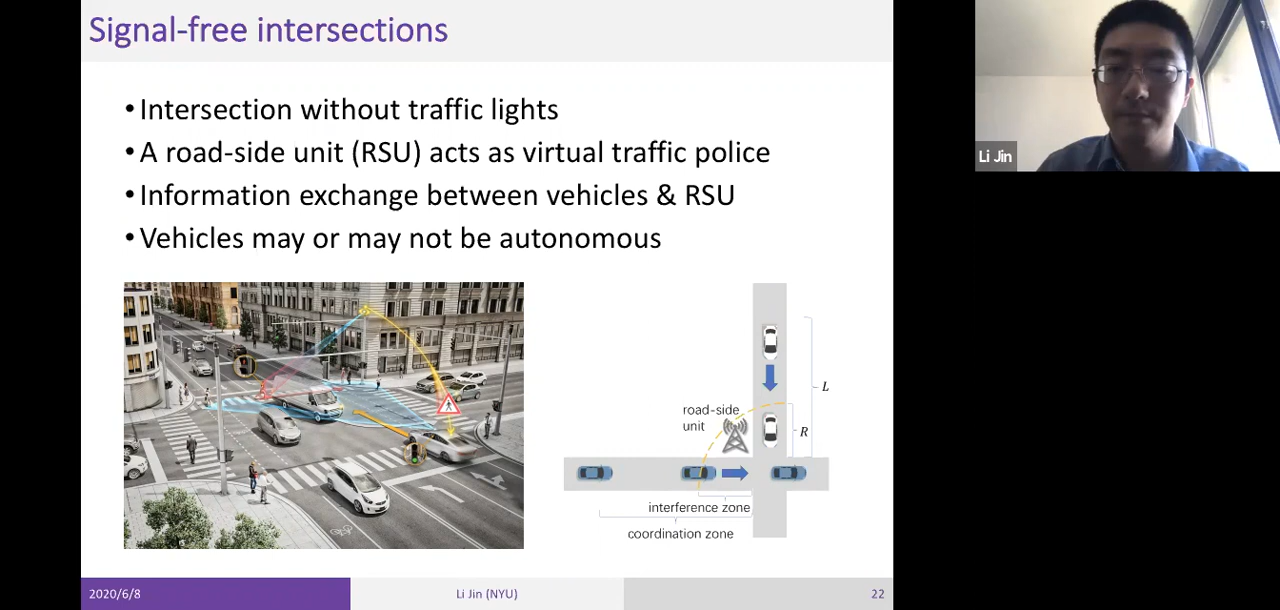 Signal-free intersections
• Intersection without traffic lights
• A road-side unit (RSU) acts as virtual traffic police
• Information exchange between vehicles & RSU
• Vehicles may or may not be autonomous
road-side
unit
L
R
interference zone
coordination zone
2020/6/8
Li Jin (NYU)
22
Li Jin